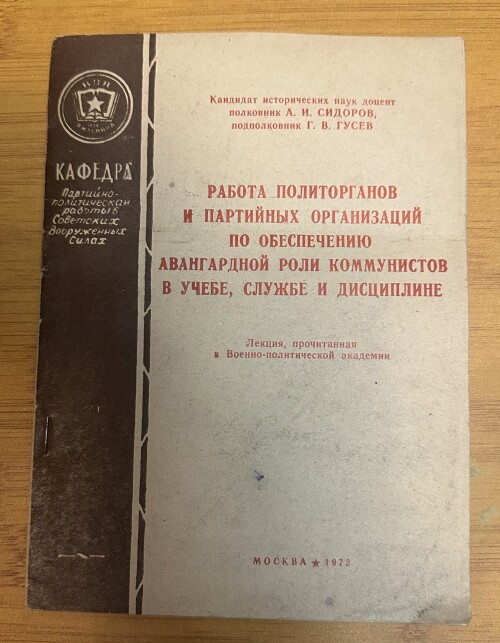 КАФЕДРА
Партийно-
политическая
работы в
Советских
Вооруженных
Силах
Кандидат исторических наук доцент
полковник А. И. СИДОРОВ,
подполковник Г. В. ГУСЕВ
РАБОТА ПОЛИТОРГАНОВ
И ПАРТИЙНЫХ ОРГАНИЗАЦИЙ
ПО ОБЕСПЕЧЕНИЮ
АВАНГАРДНОЙ РОЛИ КОММУНИСТОВ
В УЧЕБЕ, СЛУЖБЕ И ДИСЦИПЛИНЕ
Лекция, прочитанная
в Военно-политической академии
МОСКВА ★ 1972